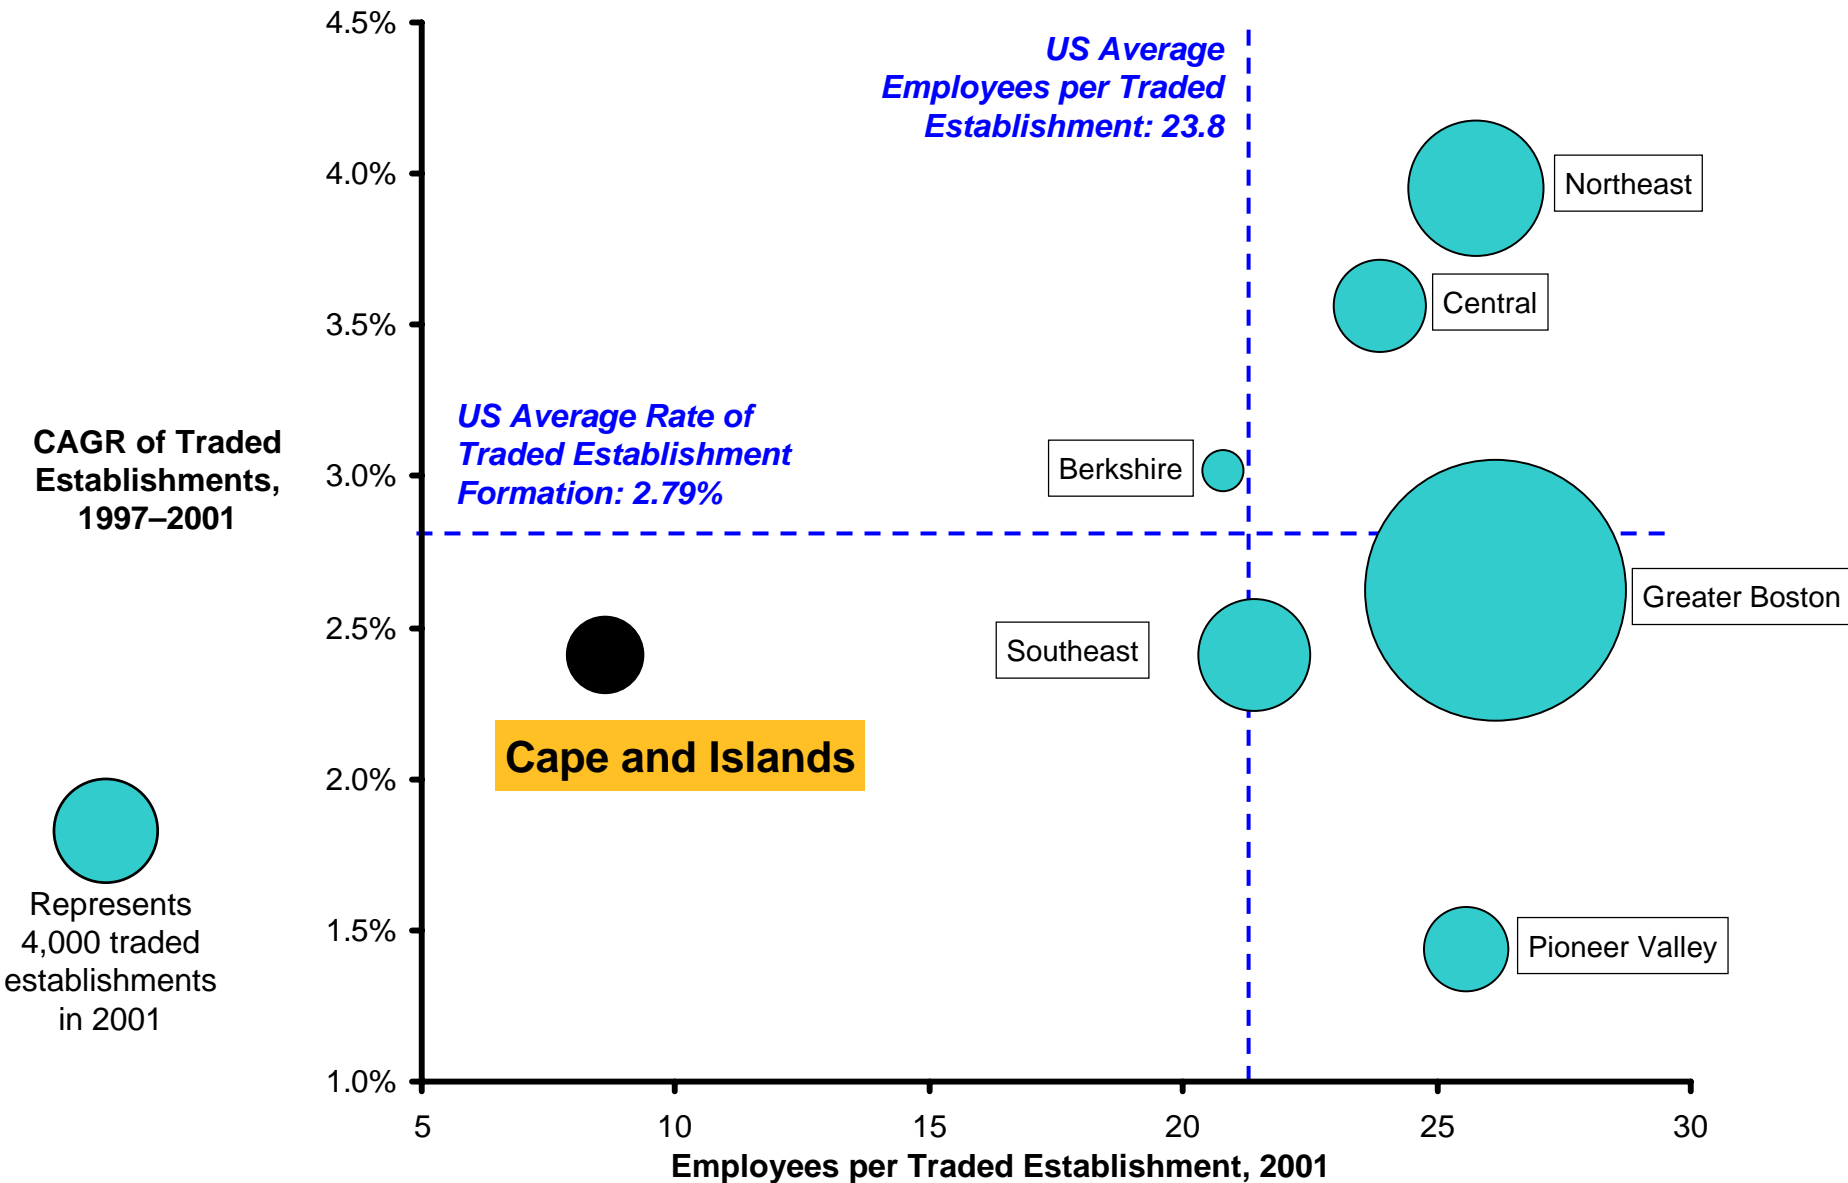 4.5%
US Average
Employees per Traded
Establishment: 23.8
4.0%
Northeast
Central
3.5%
US Average Rate of
Traded Establishment
Formation: 2.79%
CAGR of Traded
Establishments,
1997–2001
3.0%
Berkshire
Greater Boston
2.5%
Southeast
Cape and Islands
2.0%
Represents
4,000 traded
establishments
in 2001
1.5%
Pioneer Valley
1.0%
5
10
15
20
25
30
Employees per Traded Establishment, 2001